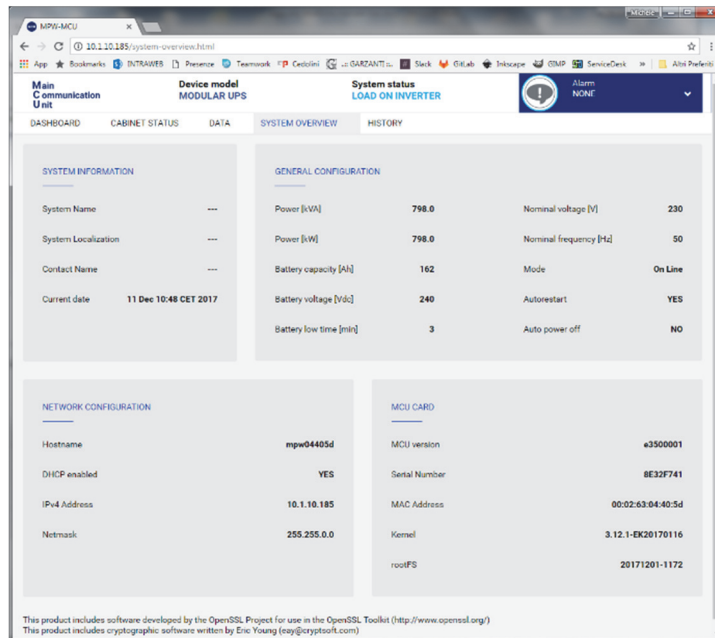 Michele
MPW-MCU
10.1.10.185/system-overview.html
App Bookmarks INTRAWEB Presenze Teamwork Cedolini .::GARZANTI::. Slack GitLab Inkscape GIMP ServiceDesk » Altri Preferiti
Main Communication Unit
Device model
MODULAR UPS
System status
LOAD ON INVERTER
Alarm
NONE
DASHBOARD CABINET STATUS DATA SYSTEM OVERVIEW HISTORY
SYSTEM INFORMATION
System Name ---
System Localization ---
Contact Name ---
Current date 11 Dec 10:48 CET 2017
GENERAL CONFIGURATION
Power [kVA] 798.0 Nominal voltage [V] 230
Power [kW] 798.0 Nominal frequency [Hz] 50
Battery capacity [Ah] 162 Mode On Line
Battery voltage [Vdc] 240 Autorestart YES
Battery low time [min] 3 Auto power off NO
NETWORK CONFIGURATION
Hostname mpw04405d
DHCP enabled YES
IPv4 Address 10.1.10.185
Netmask 255.255.0.0
MCU CARD
MCU version e3500001
Serial Number 8E32F741
MAC Address 00:02:63:04:40:5d
Kernel 3.12.1-EK20170116
rootFS 20171201-1172
This product includes software developed by the OpenSSL Project for use in the OpenSSL Toolkit (http://www.openssl.org/)
This product includes cryptographic software written by Eric Young (eay@cryptsoft.com)